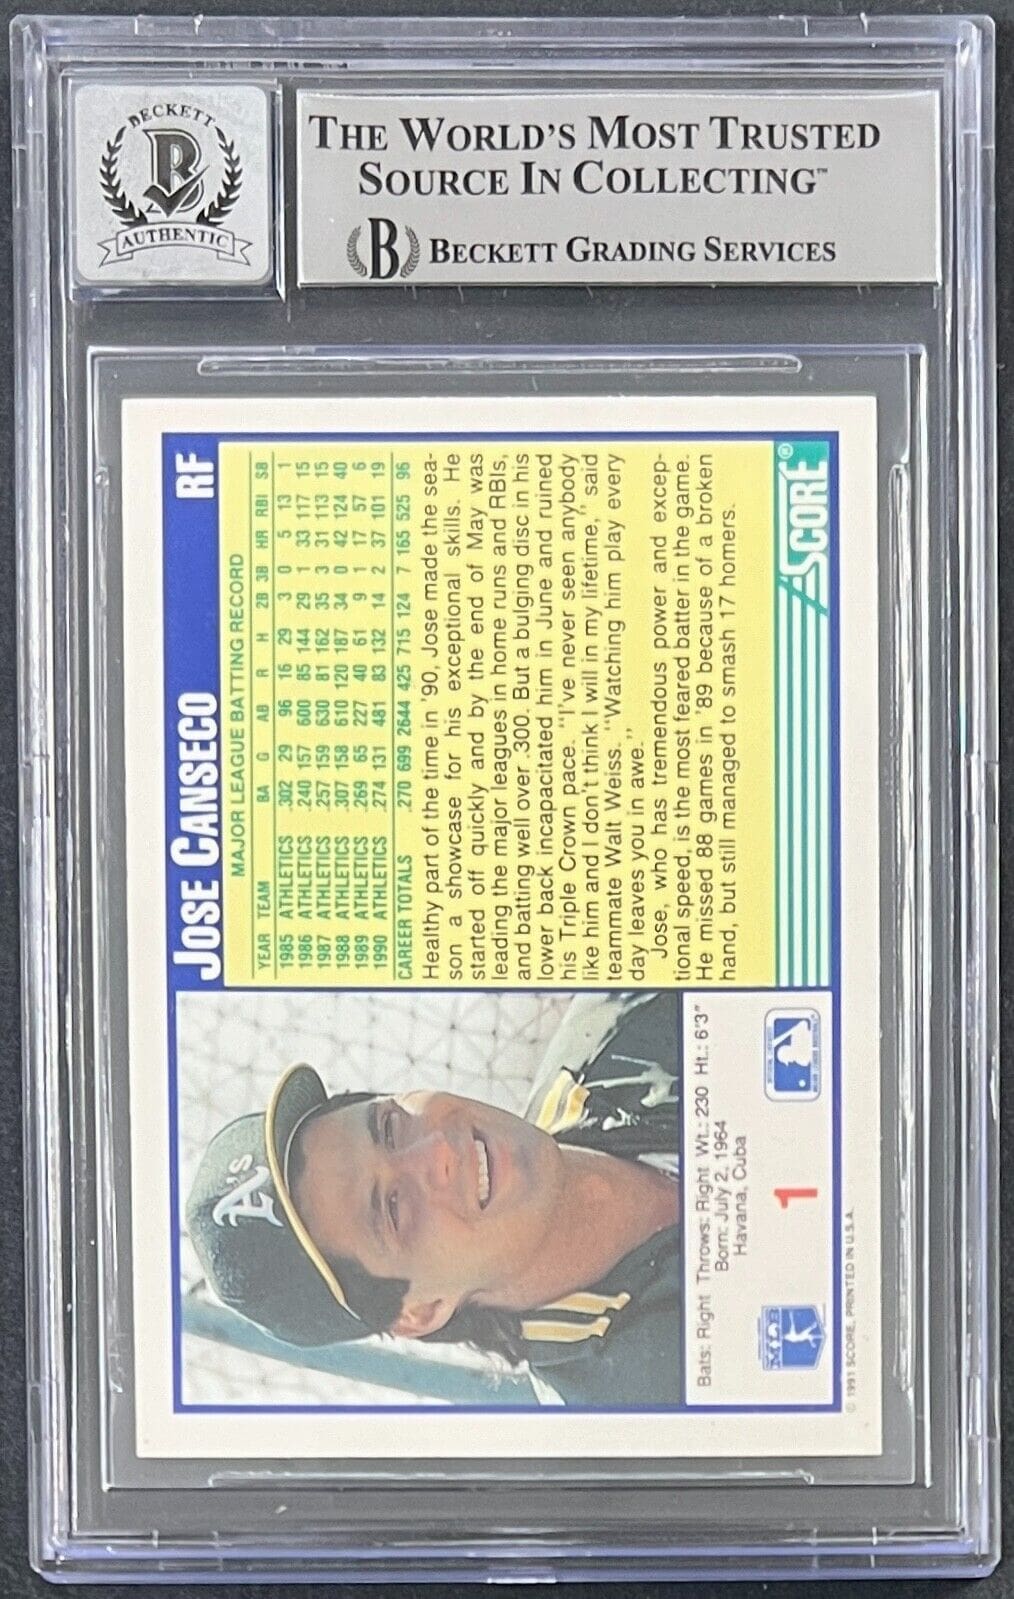 BECKETT
AUTHENTIC
THE WORLD'S MOST TRUSTED
SOURCE IN COLLECTING™
B BECKETT GRADING SERVICES
JOSE CANSECO RF
MAJOR LEAGUE BATTING RECORD
YEAR TEAM BA G AB R H 2B 3B HR RBI SB
1985 ATHLETICS .302 29 96 16 29 3 0 5 13 1
1986 ATHLETICS .240 157 600 85 144 29 1 33 117 15
1987 ATHLETICS .257 159 630 81 162 35 3 31 113 15
1988 ATHLETICS .307 158 610 120 187 34 0 42 124 40
1989 ATHLETICS .269 65 227 40 61 9 1 17 57 6
1990 ATHLETICS .274 131 481 83 132 14 2 37 101 19
CAREER TOTALS .270 699 2644 425 715 124 7 165 525 96
Healthy part of the time in '90, Jose made the sea-
son a showcase for his exceptional skills. He
started off quickly and by the end of May was
leading the major leagues in home runs and RBIs,
and batting well over .300. But a bulging disc in his
lower back incapacitated him in June and ruined
his Triple Crown pace. "I've never seen anybody
like him and I don't think I will in my lifetime," said
teammate Walt Weiss. "Watching him play every
day leaves you in awe."
Jose, who has tremendous power and excep-
tional speed, is the most feared batter in the game.
He missed 88 games in '89 because of a broken
hand, but still managed to smash 17 homers.
SCORE®
A's
Bats: Right Throws: Right Wt.: 230 Ht.: 6'3"
Born: July 2, 1964
Havana, Cuba
1
© 1991 SCORE, PRINTED IN U.S.A.